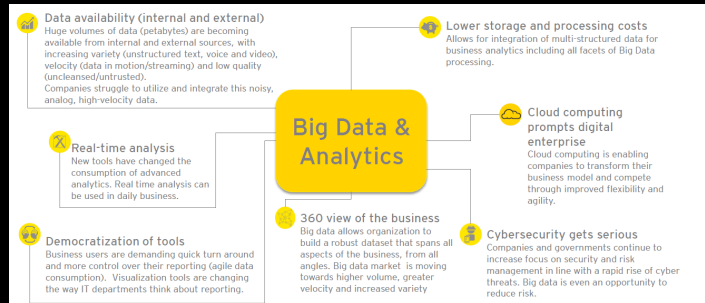 Data availability (internal and external)
Huge volumes of data (petabytes) are becoming
available from internal and external sources, with
increasing variety (unstructured text, voice and video),
velocity (data in motion/streaming) and low quality
(uncleansed/untrusted).
Companies struggle to utilize and integrate this noisy,
analog, high-velocity data.
Lower storage and processing costs
Allows for integration of multi-structured data for
business analytics including all facets of Big Data
processing.
Big Data &
Analytics
Real-time analysis
New tools have changed the
consumption of advanced
analytics. Real time analysis can
be used in daily business.
Cloud computing
prompts digital
enterprise
Cloud computing is enabling
companies to transform their
business model and compete
through improved flexibility and
agility.
Democratization of tools
Business users are demanding quick turn around
and more control over their reporting (agile data
consumption). Visualization tools are changing
the way IT departments think about reporting.
360 view of the business
Big data allows organization to
build a robust dataset that spans all
aspects of the business, from all
angles. Big data market is moving
towards higher volume, greater
velocity and increased variety
Cybersecurity gets serious
Companies and governments continue to
increase focus on security and risk
management in line with a rapid rise of cyber
threats. Big data is even an opportunity to
reduce risk.